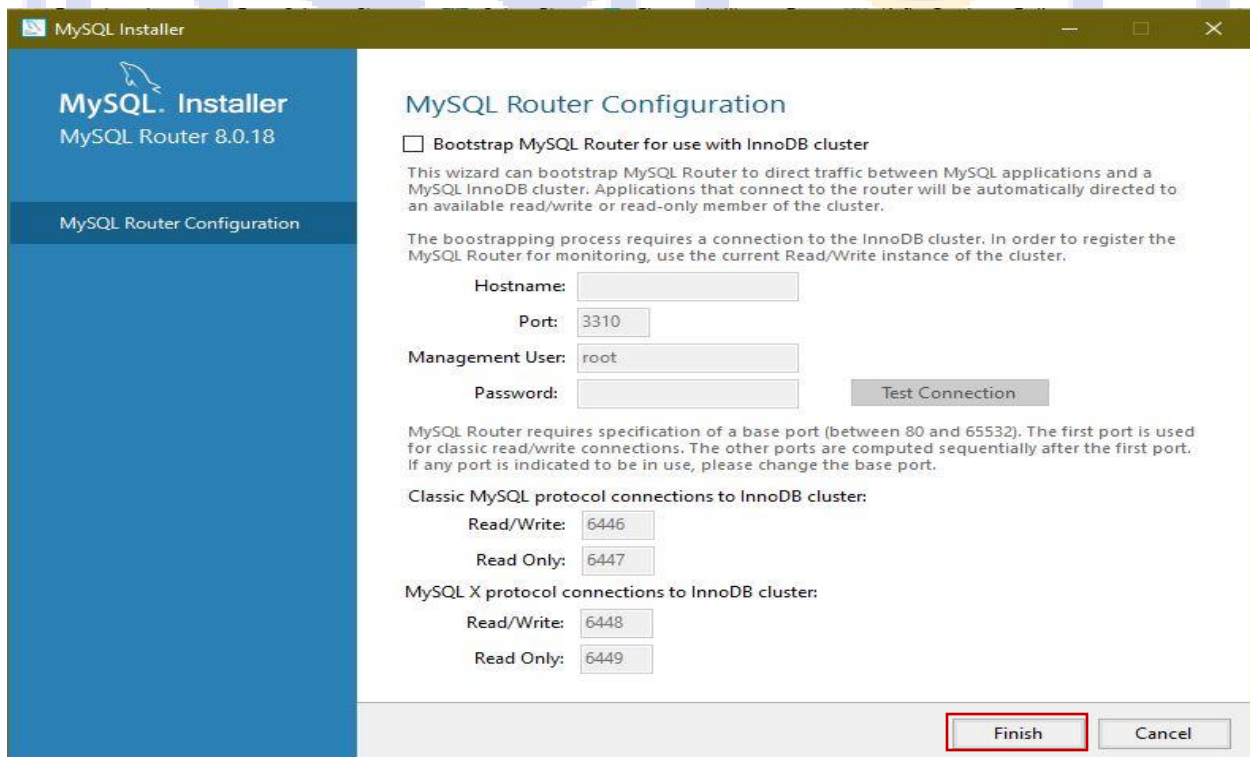 MySQL Installer
MySQL. Installer
MySQL Router 8.0.18
MySQL Router Configuration
MySQL Router Configuration
Bootstrap MySQL Router for use with InnoDB cluster
This wizard can bootstrap MySQL Router to direct traffic between MySQL applications and a
MySQL InnoDB cluster. Applications that connect to the router will be automatically directed to
an available read/write or read-only member of the cluster.
The boostrapping process requires a connection to the InnoDB cluster. In order to register the
MySQL Router for monitoring, use the current Read/Write instance of the cluster.
Hostname:
Port: 3310
Management User: root
Password: Test Connection
MySQL Router requires specification of a base port (between 80 and 65532). The first port is used
for classic read/write connections. The other ports are computed sequentially after the first port.
If any port is indicated to be in use, please change the base port.
Classic MySQL protocol connections to InnoDB cluster:
Read/Write: 6446
Read Only: 6447
MySQL X protocol connections to InnoDB cluster:
Read/Write: 6448
Read Only: 6449
Finish Cancel